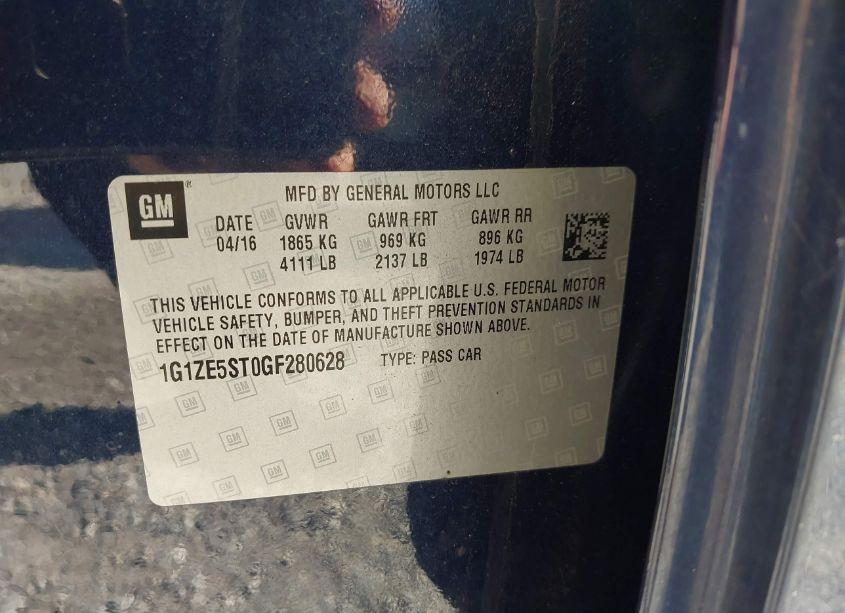 GM
MFD BY GENERAL MOTORS LLC
DATE GVWR GAWR FRT GAWR RR
04/16 1865 KG 969 KG 896 KG
4111 LB 2137 LB 1974 LB
THIS VEHICLE CONFORMS TO ALL APPLICABLE U.S. FEDERAL MOTOR
VEHICLE SAFETY, BUMPER, AND THEFT PREVENTION STANDARDS IN
EFFECT ON THE DATE OF MANUFACTURE SHOWN ABOVE.
1G1ZE5ST0GF280628 TYPE: PASS CAR